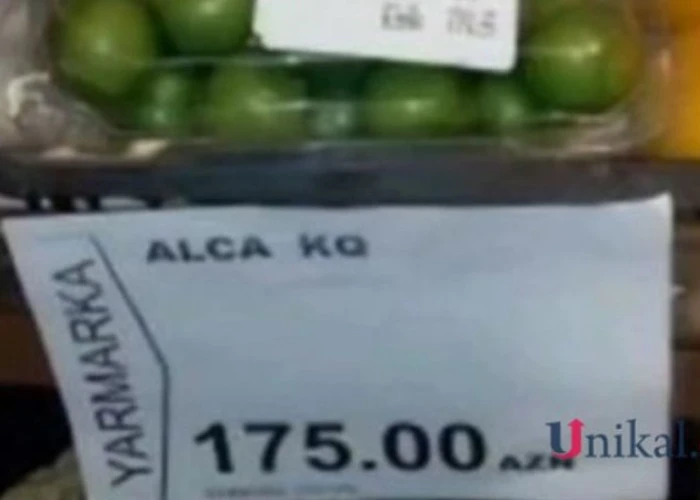 ALCA KQ
YARMARKA
175.00 AZN
Unikal.